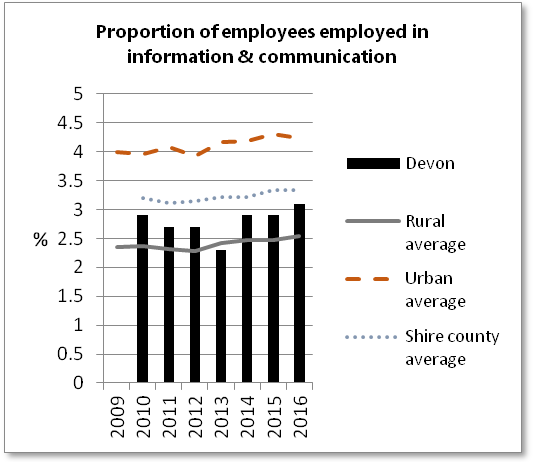 Proportion of employees employed in
information & communication
5
4.5
4
3.5
3
2.5
2
1.5
1
0.5
0
%
2009
2010
2011
2012
2013
2014
2015
2016
Devon
Rural
average
Urban
average
Shire county
average